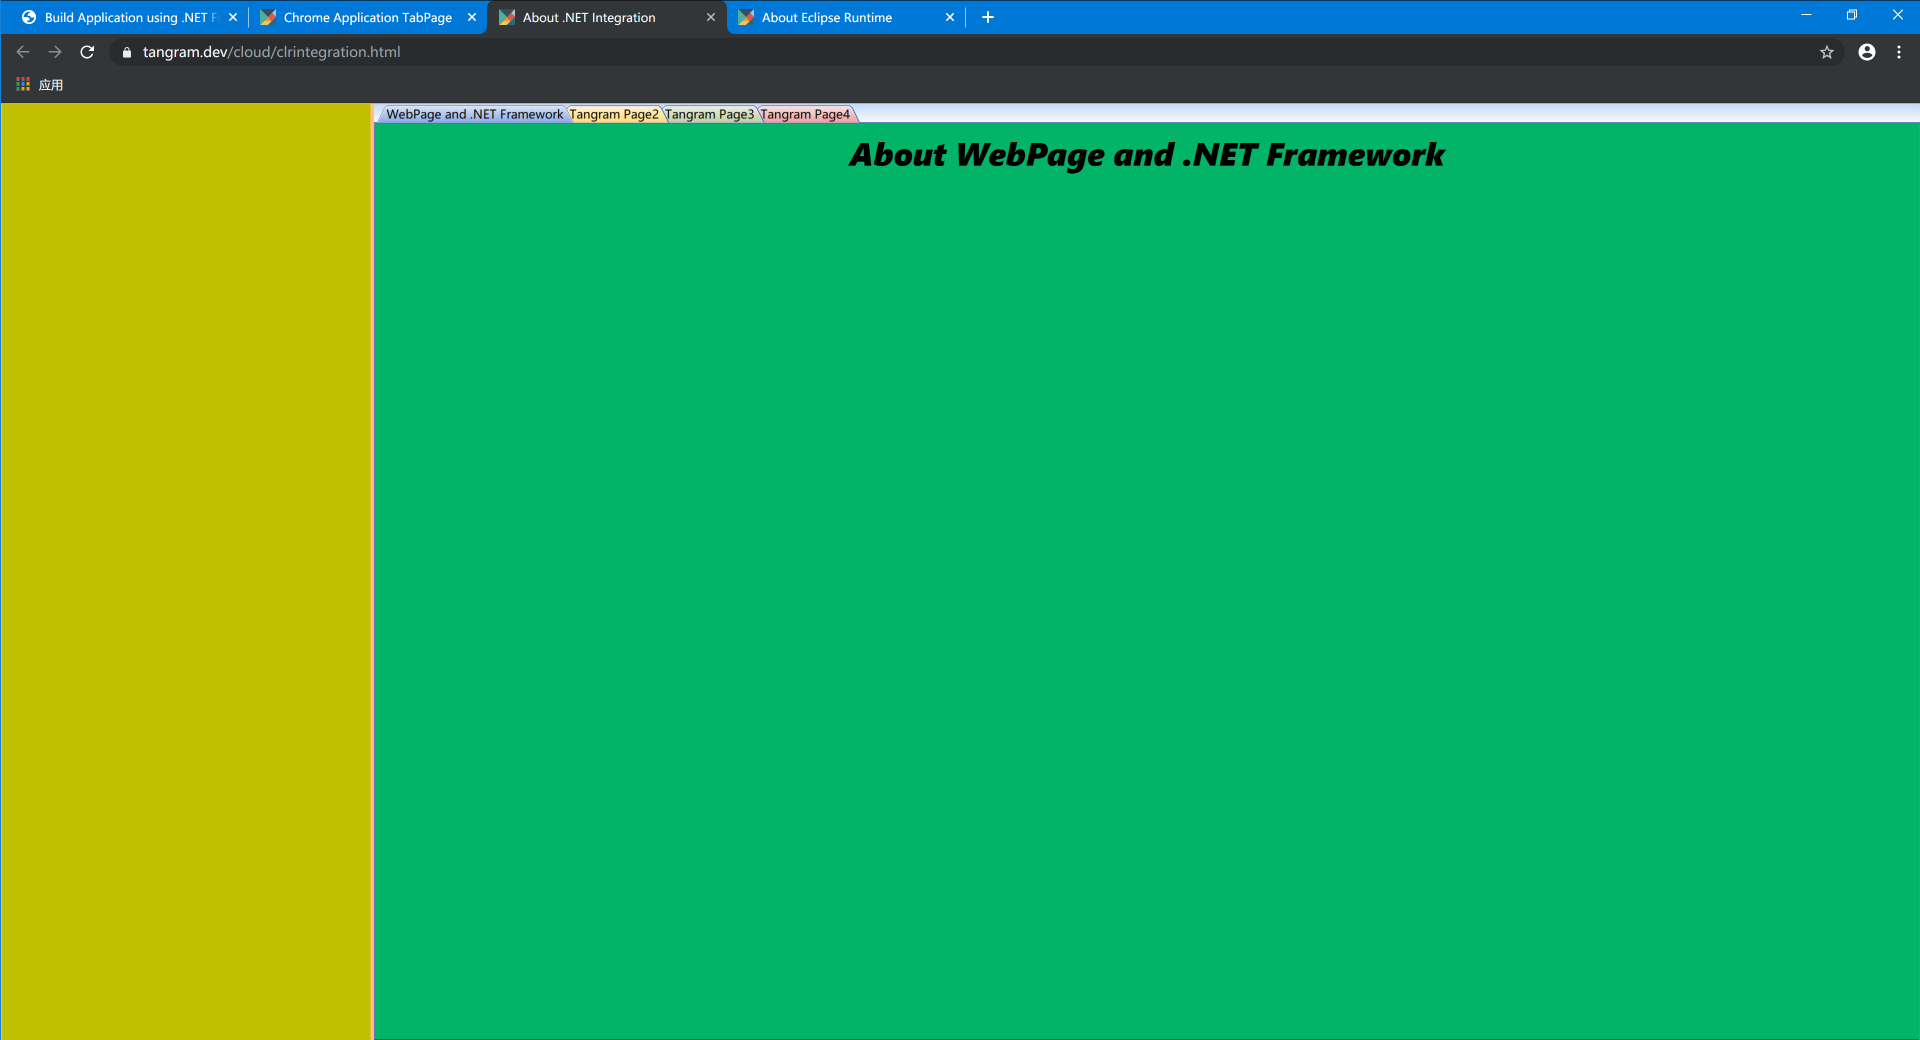 Build Application using .NET F
Chrome Application TabPage
About .NET Integration
About Eclipse Runtime
tangram.dev/cloud/clrintegration.html
应用
WebPage and .NET Framework
Tangram Page2
Tangram Page3
Tangram Page4
About WebPage and .NET Framework